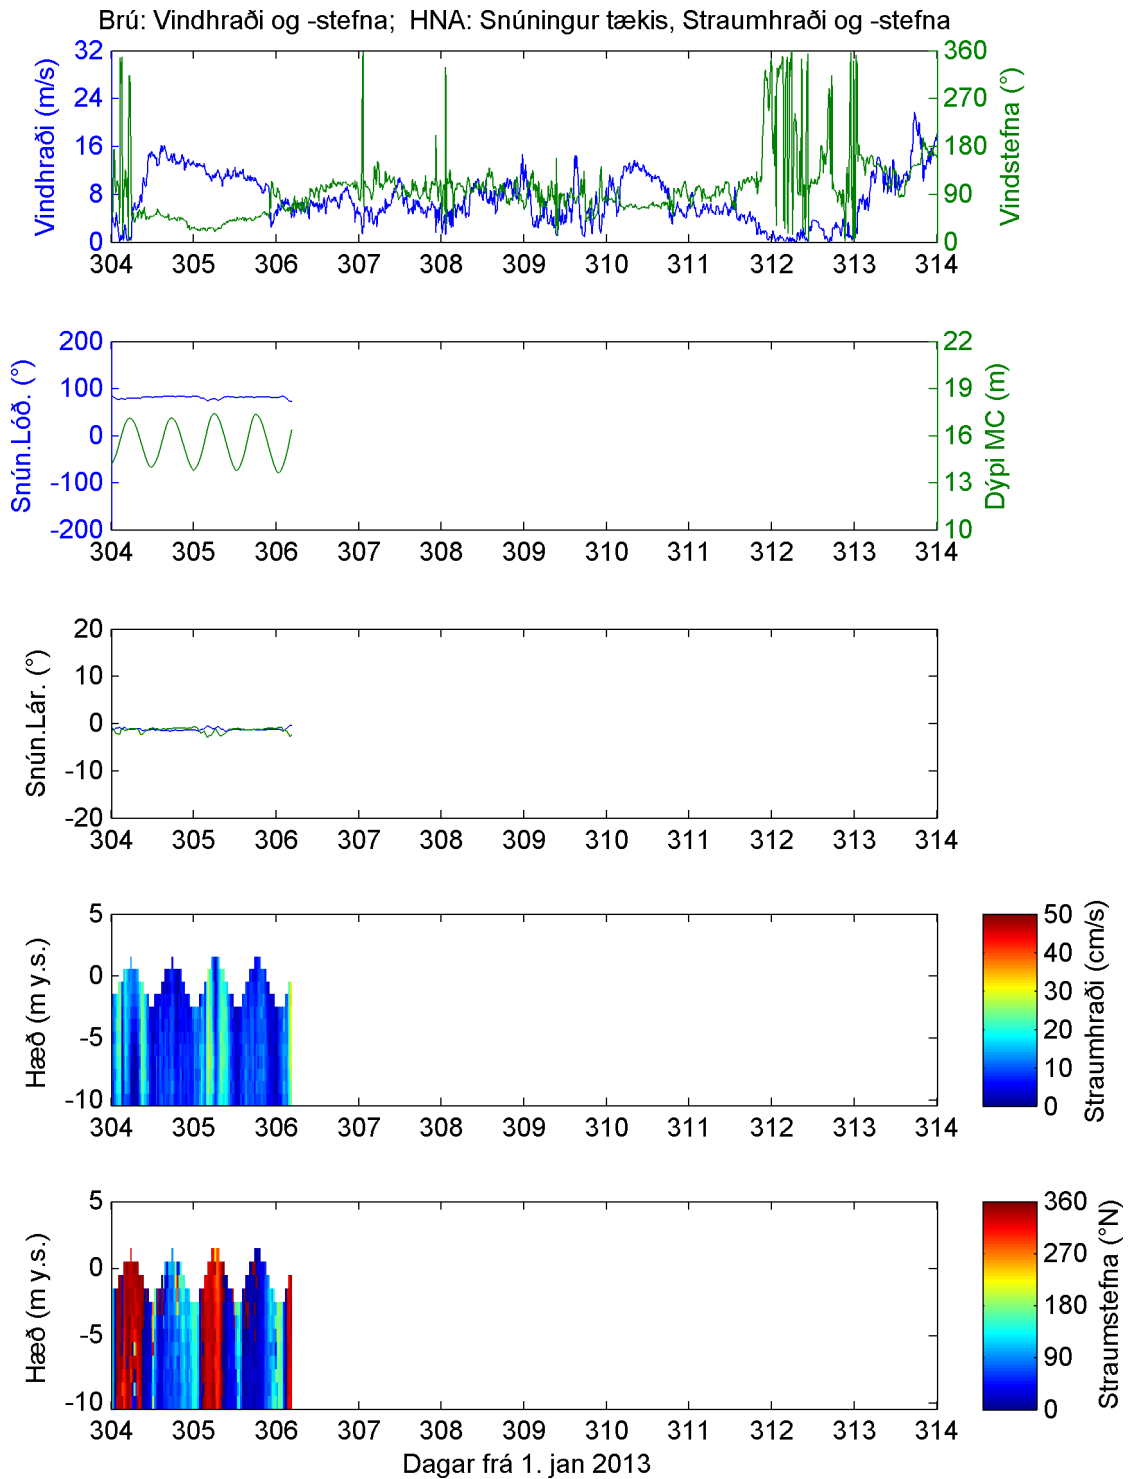 Brú: Vindhraði og -stefna;  HNA: Snúningur tækis, Straumhraði og -stefna
Vindhraði (m/s)
32
24
16
8
0
360
270
180
90
0
Vindstefna (°)
304 305 306 307 308 309 310 311 312 313 314
Snún.Lóð. (°)
200
100
0
-100
-200
22
19
16
13
10
Dýpi MC (m)
304 305 306 307 308 309 310 311 312 313 314
Snún.Lár. (°)
20
10
0
-10
-20
304 305 306 307 308 309 310 311 312 313 314
Hæð (m y.s.)
5
0
-5
-10
304 305 306 307 308 309 310 311 312 313 314
50
40
30
20
10
0
Straumhraði (cm/s)
Hæð (m y.s.)
5
0
-5
-10
304 305 306 307 308 309 310 311 312 313 314
360
270
180
90
0
Straumstefna (°N)
Dagar frá 1. jan 2013